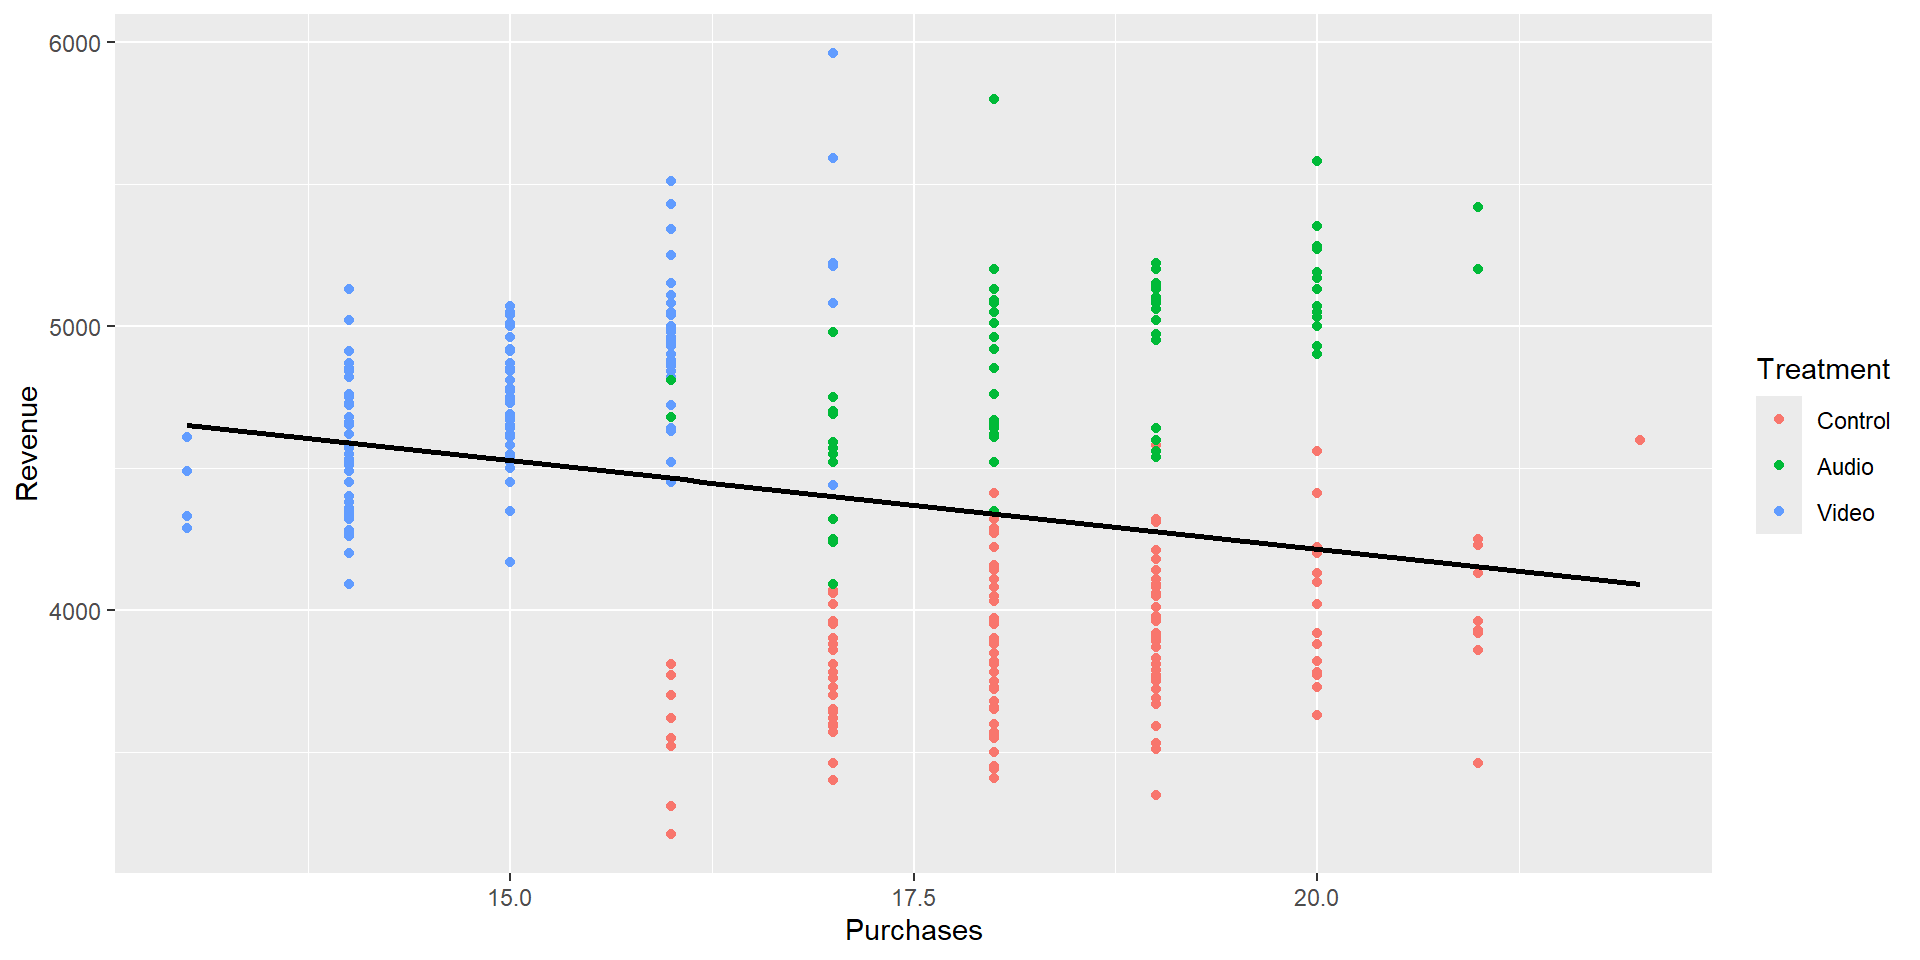 6000
5000
4000
Revenue
15.0
17.5
20.0
Purchases
Treatment
Control
Audio
Video